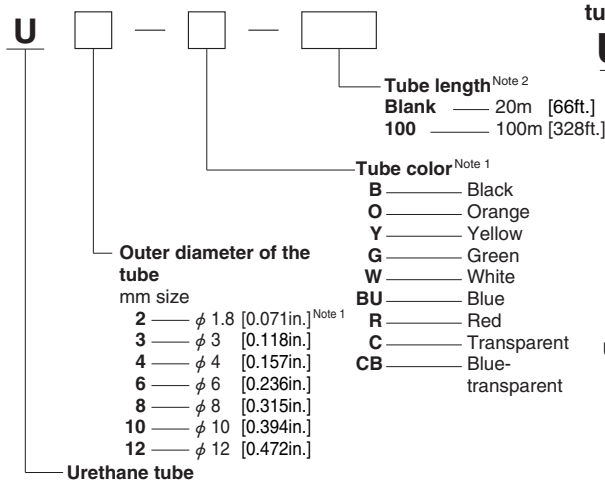 tu
U
U — —
Tube length Note 2
Blank 20m [66ft.]
100 100m [328ft.]
Tube color Note 1
B Black
O Orange
Y Yellow
G Green
W White
BU Blue
R Red
C Transparent
CB Blue-
transparent
Outer diameter of the
tube
mm size
2 φ 1.8 [0.071in.] Note 1
3 φ 3 [0.118in.]
4 φ 4 [0.157in.]
6 φ 6 [0.236in.]
8 φ 8 [0.315in.]
10 φ 10 [0.394in.]
12 φ 12 [0.472in.]
Urethane tube